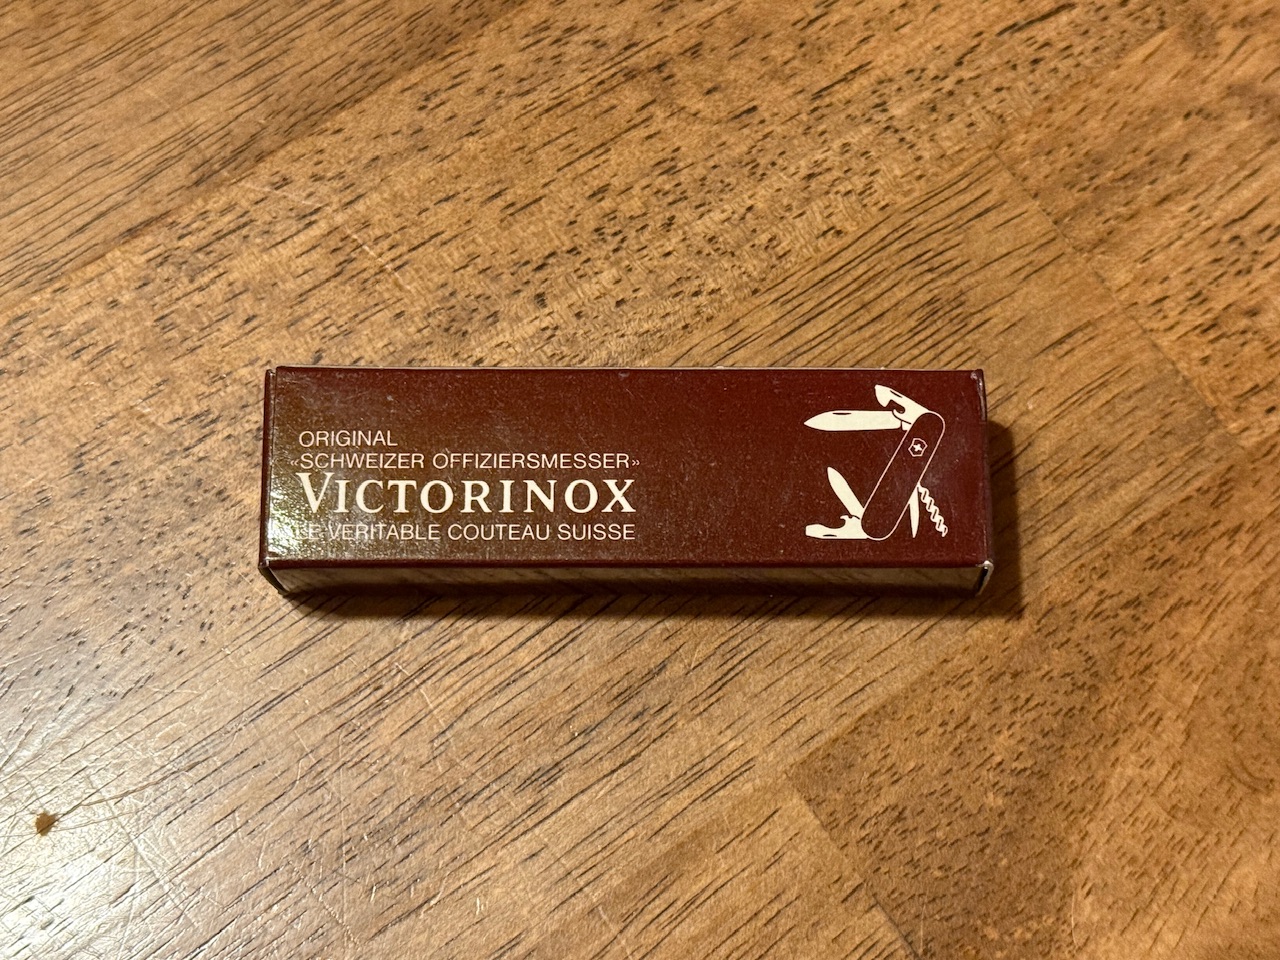 ORIGINAL
«SCHWEIZER OFFIZIERSMESSER»
VICTORINOX
LE VERITABLE COUTEAU SUISSE